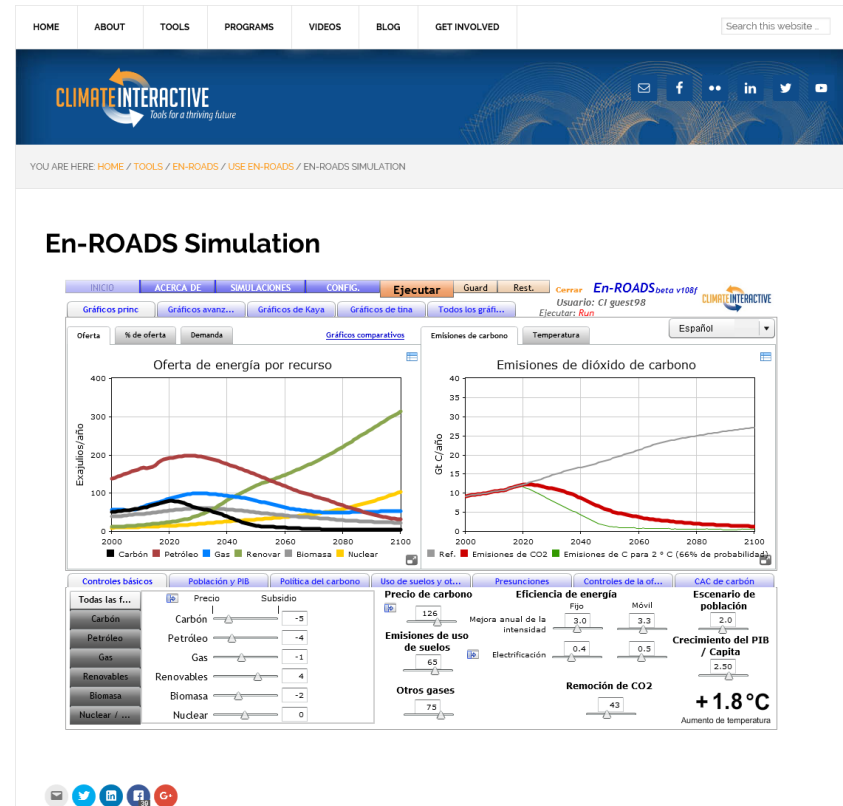 HOME ABOUT TOOLS PROGRAMS VIDEOS BLOG GET INVOLVED Search this website ..
CLIMATE INTERACTIVE
Tools for a thriving future
YOU ARE HERE: HOME / TOOLS / EN-ROADS / USE EN-ROADS / EN-ROADS SIMULATION
En-ROADS Simulation
INICIO ACERCA DE SIMULACIONES CONFIG. Ejecutar Guard Rest. Cerrar En-ROADS beta v108f CLIMATE INTERACTIVE
Usuario: CI guest98
Ejecutar: Run
Gráficos princ Gráficos avanz... Gráficos de Kaya Gráficos de tina Todos los gráfi...
Español
Oferta % de oferta Demanda Gráficos comparativos
Emisiones de carbono Temperatura
Oferta de energía por recurso
400
300
200
100
0
Exajulios/año
2000 2020 2040 2060 2080 2100
Carbón Petróleo Gas Renovar Biomasa Nuclear
Emisiones de dióxido de carbono
40
35
30
25
20
15
10
5
0
Gt C/año
2000 2020 2040 2060 2080 2100
Ref. Emisiones de CO2 Emisiones de C para 2 ° C (66% de probabilidad)
Controles básicos Población y PIB Política del carbono Uso de suelos y ot... Presunciones Controles de la of... CAC de carbón
Todas las f...
Carbón
Petróleo
Gas
Renovables
Biomasa
Nuclear / ...
Precio Subsidio
Carbón -5
Petróleo -4
Gas -1
Renovables 4
Biomasa -2
Nuclear 0
Precio de carbono
126
Emisiones de uso
de suelos
65
Otros gases
75
Eficiencia de energía
Fijo Móvil
Mejora anual de la
intensidad 3.0 3.3
Electrificación 0.4 0.5
Remoción de CO2
43
Escenario de
población
2.0
Crecimiento del PIB
/ Capita
2.50
+1.8°C
Aumento de temperatura
39